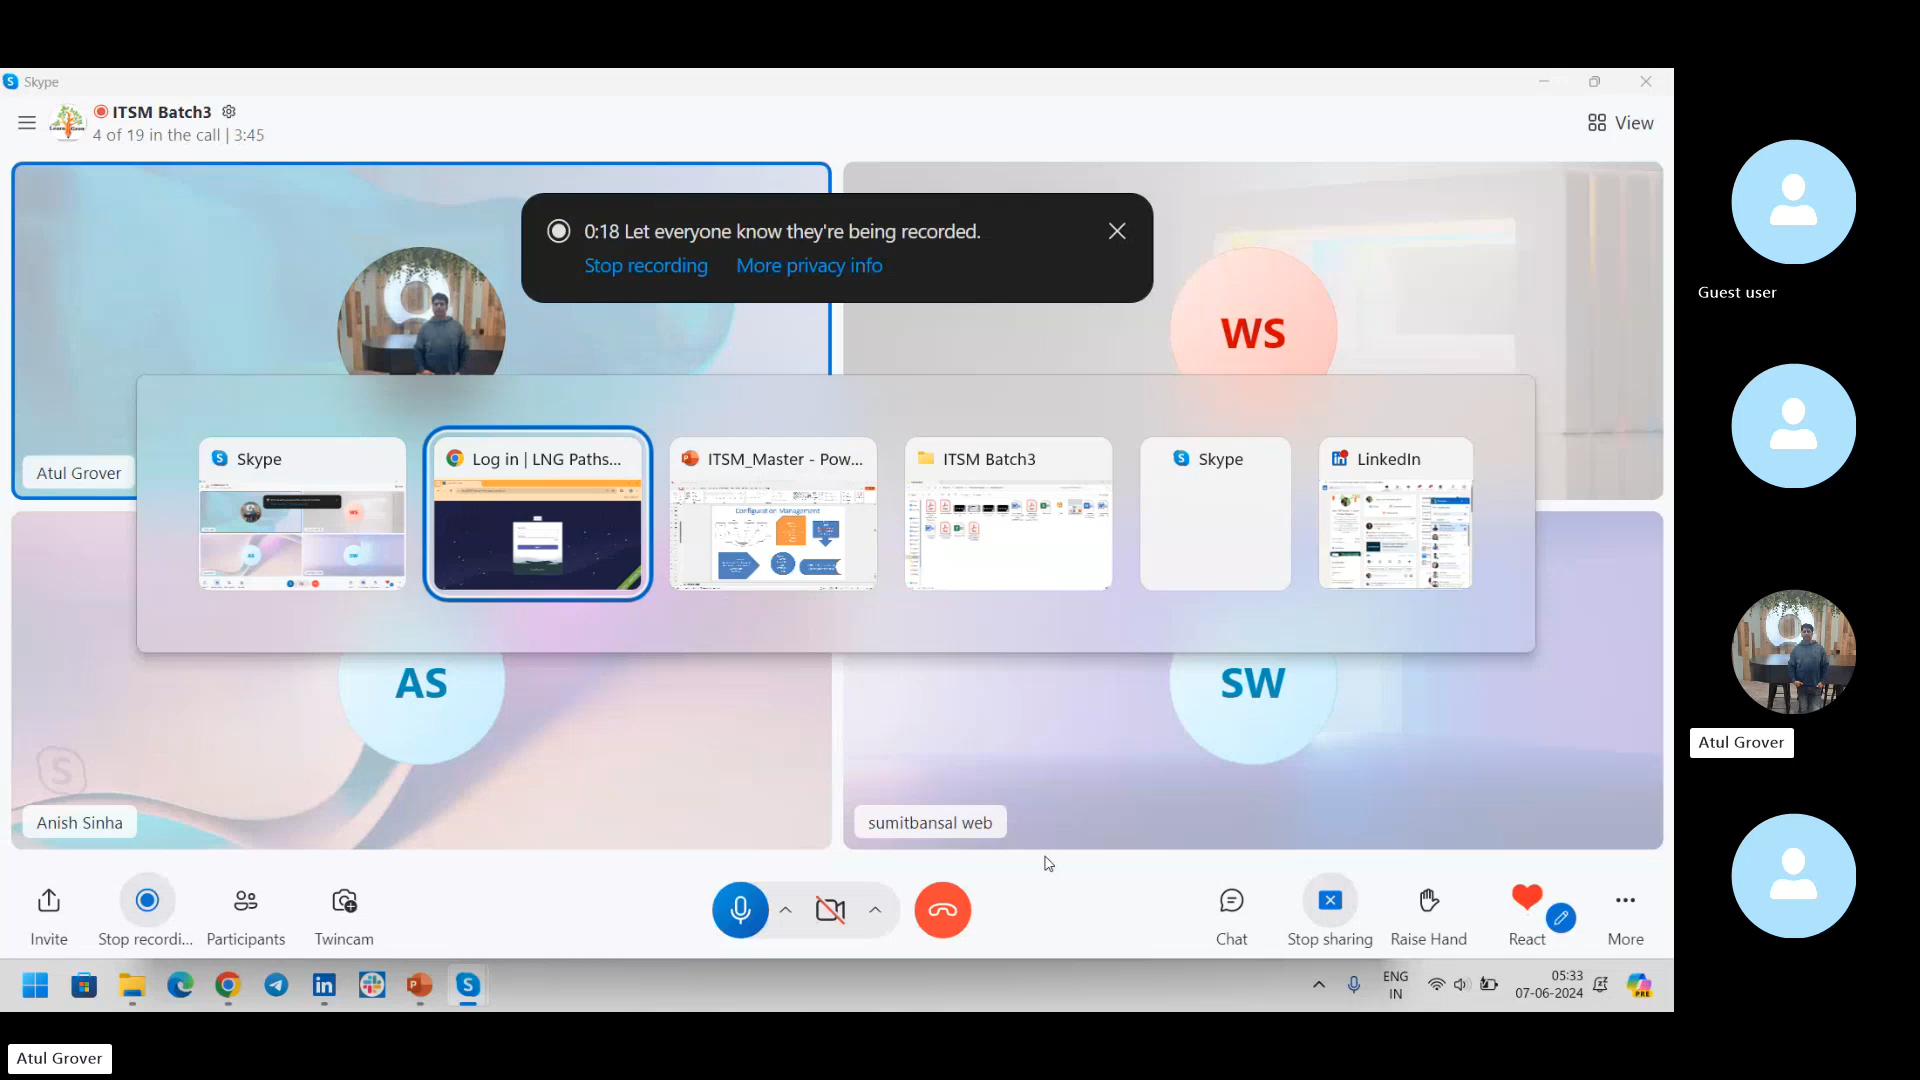 Skype
ITSM Batch3
4 of 19 in the call | 3:45
View
0:18 Let everyone know they're being recorded.
Stop recording More privacy info
WS
Guest user
Atul Grover
Skype
Log in | LNG Paths...
ITSM_Master - Pow...
ITSM Batch3
Skype
LinkedIn
Configuration Management
AS
SW
Anish Sinha
sumitbansal web
Atul Grover
Invite
Stop recordi...
Participants
Twincam
Chat
Stop sharing
Raise Hand
React
More
ENG
IN
05:33
07-06-2024
PRE
Atul Grover